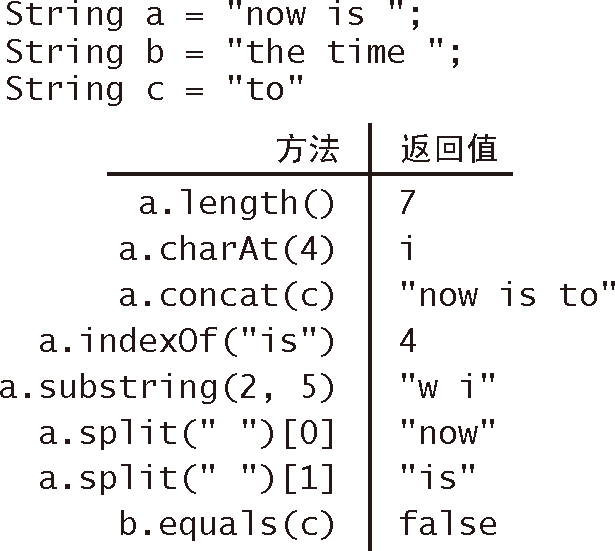 String a = "now is ";
String b = "the time ";
String c = "to"
方法 返回值
a.length() 7
a.charAt(4) i
a.concat(c) "now is to"
a.indexOf("is") 4
a.substring(2, 5) "w i"
a.split(" ")[0] "now"
a.split(" ")[1] "is"
b.equals(c) false